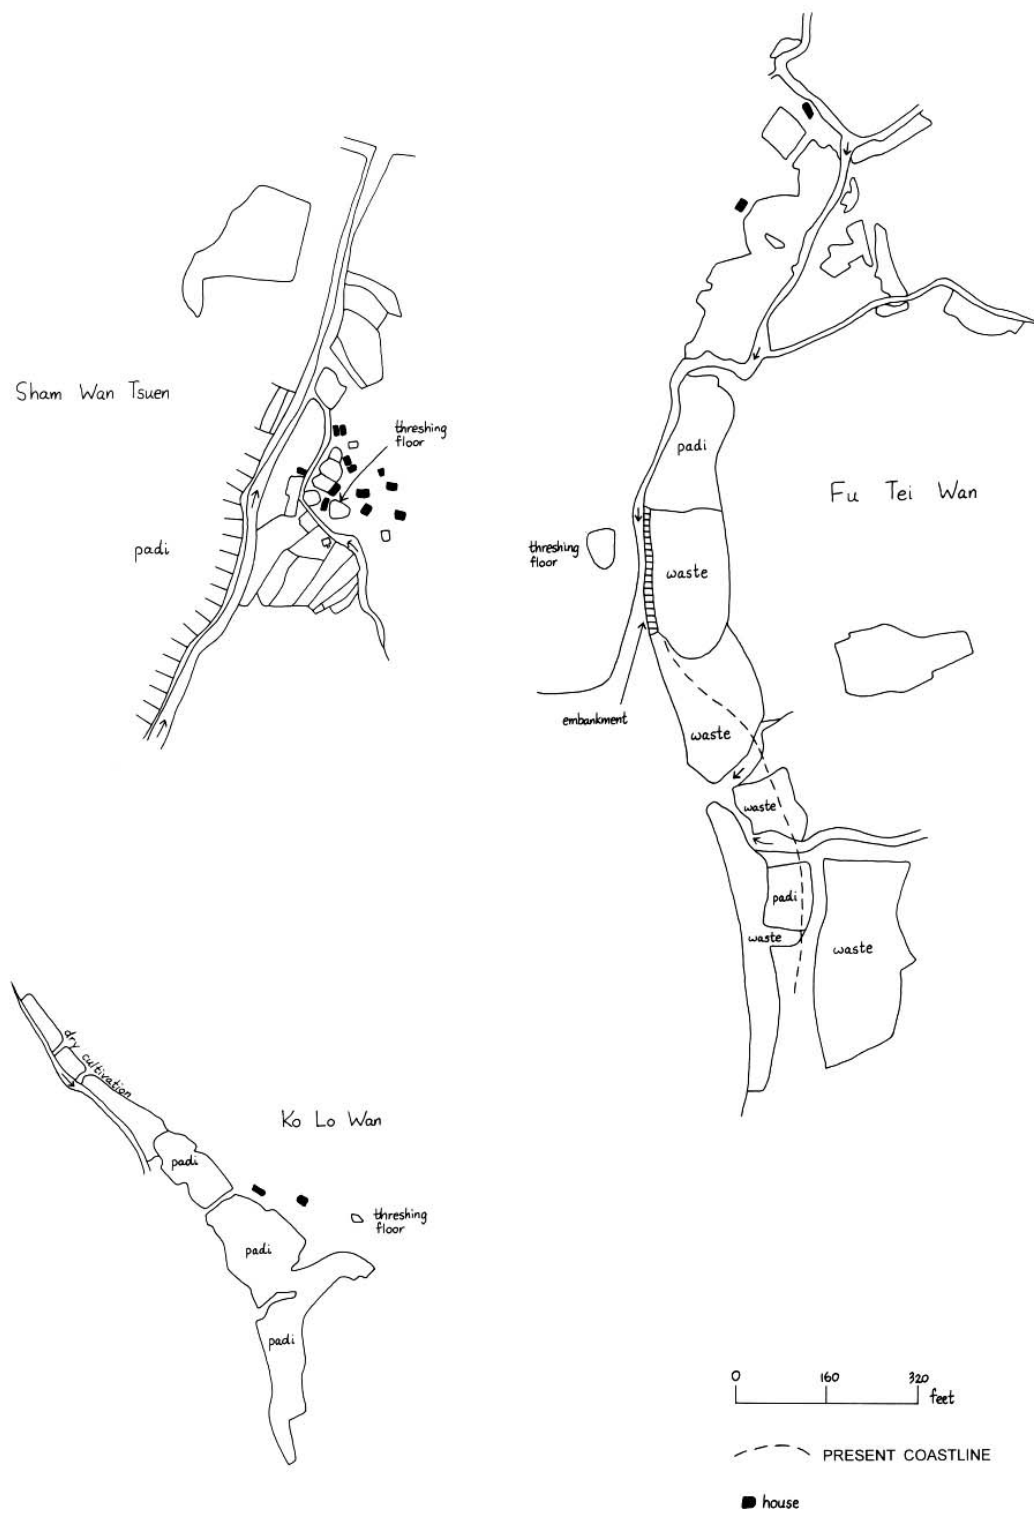 Sham Wan Tsuen
threshing
floor
padi
padi
Fu Tei Wan
threshing
floor
waste
embankment
waste
waste
padi
waste
waste
dry cultivation
Ko Lo Wan
padi
threshing
floor
padi
padi
0 160 320
feet
PRESENT COASTLINE
house